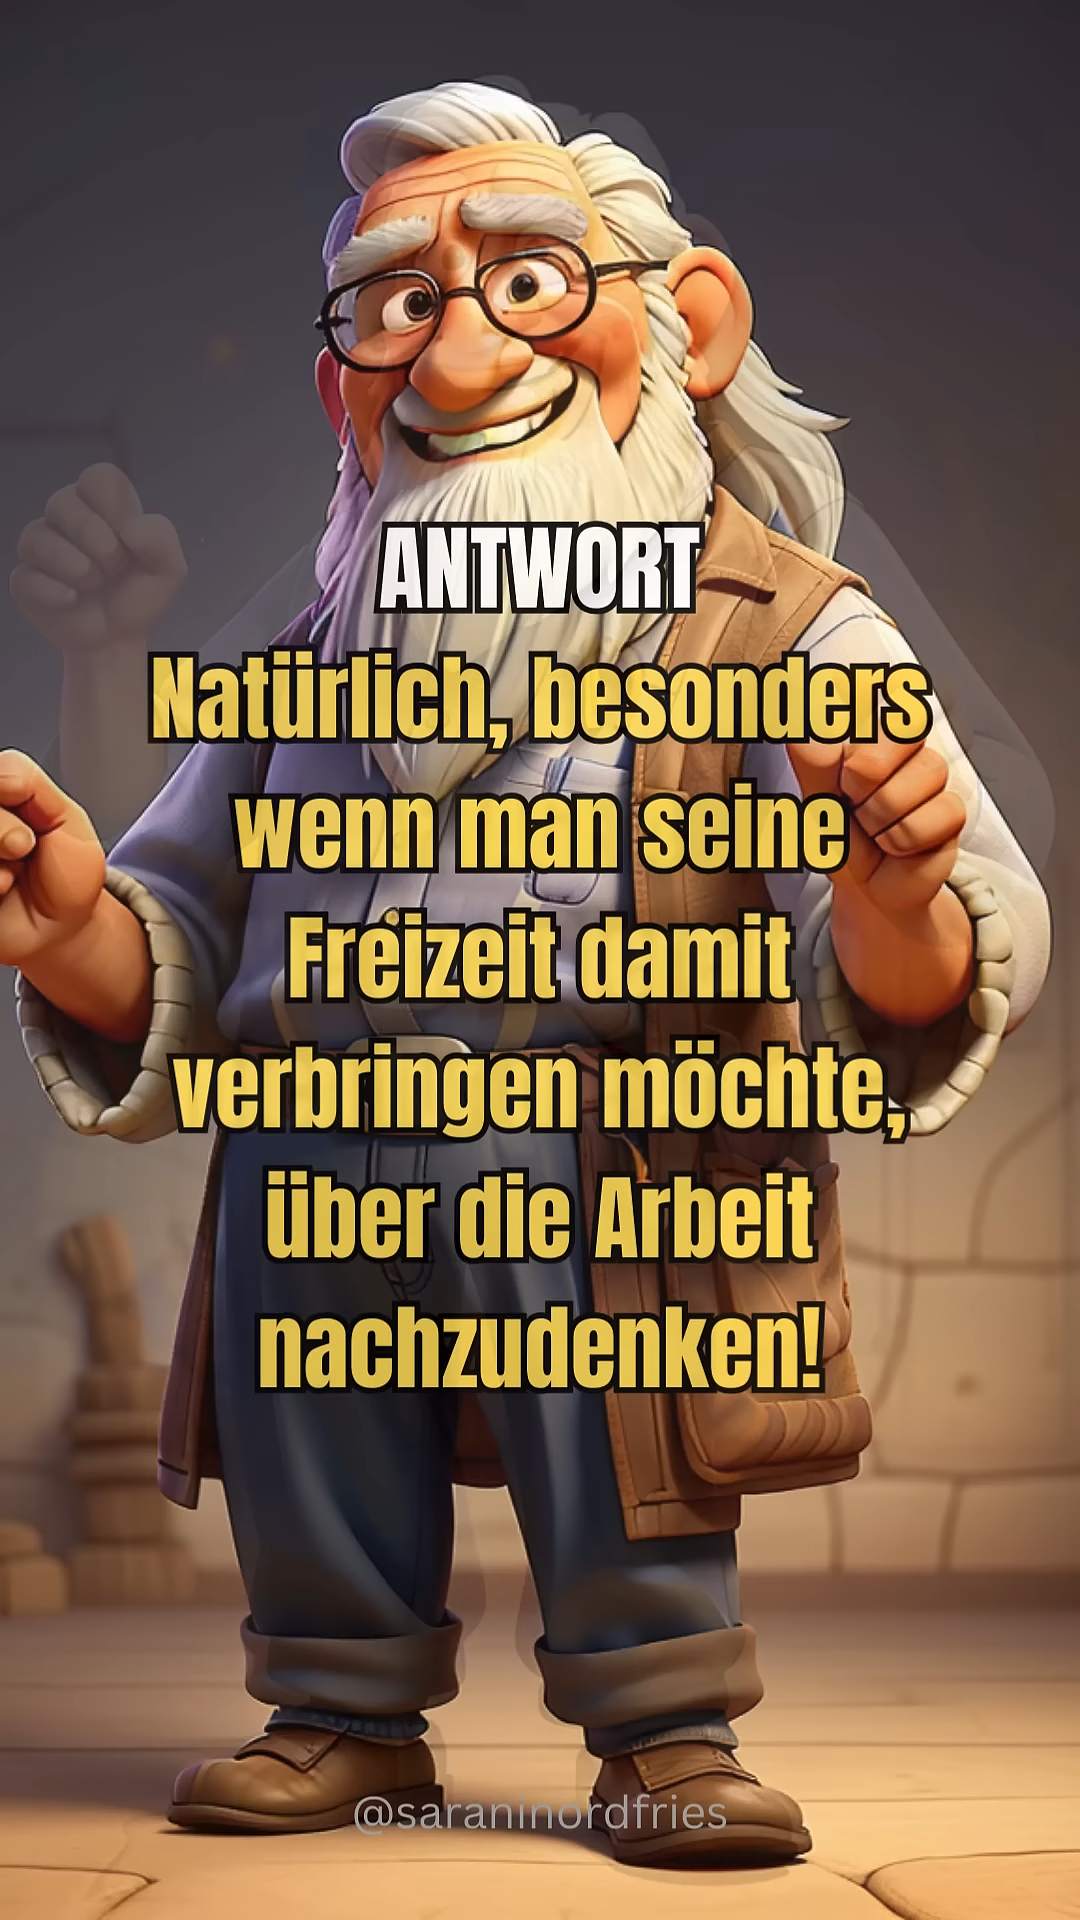 ANTWORT
Natürlich, besonders
wenn man seine
Freizeit damit
verbringen möchte,
über die Arbeit
nachzudenken!
@saraninordfries